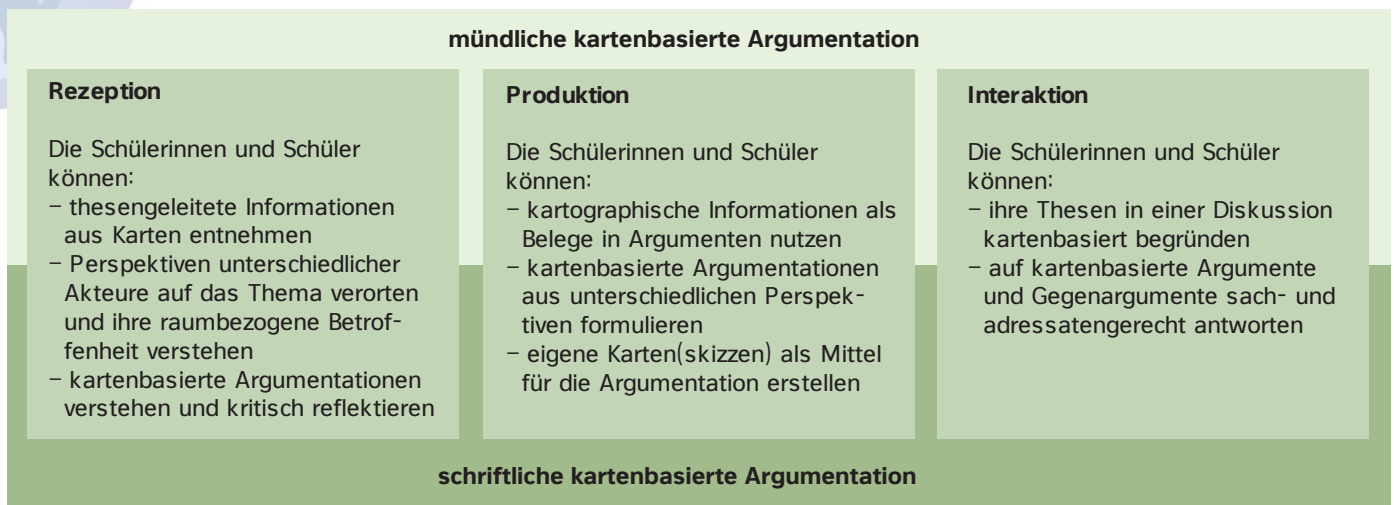 mündliche kartenbasierte Argumentation
Rezeption
Die Schülerinnen und Schüler
können:
– thesengeleitete Informationen
aus Karten entnehmen
– Perspektiven unterschiedlicher
Akteure auf das Thema verorten
und ihre raumbezogene Betrof-
fenheit verstehen
– kartenbasierte Argumentationen
verstehen und kritisch reflektieren
Produktion
Die Schülerinnen und Schüler
können:
– kartographische Informationen als
Belege in Argumenten nutzen
– kartenbasierte Argumentationen
aus unterschiedlichen Perspek-
tiven formulieren
– eigene Karten(skizzen) als Mittel
für die Argumentation erstellen
Interaktion
Die Schülerinnen und Schüler
können:
– ihre Thesen in einer Diskussion
kartenbasiert begründen
– auf kartenbasierte Argumente
und Gegenargumente sach- und
adressatengerecht antworten
schriftliche kartenbasierte Argumentation